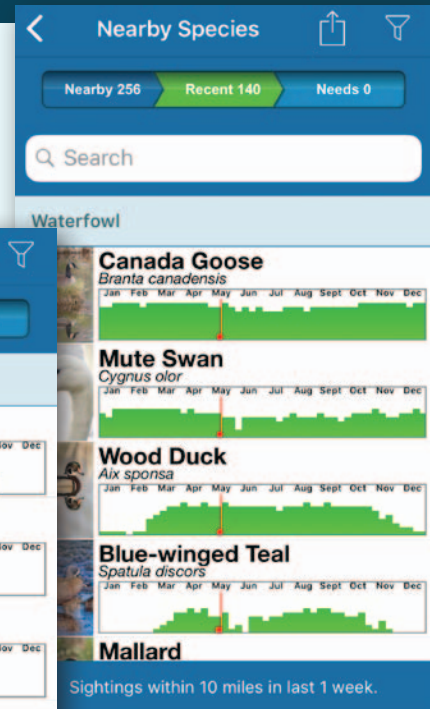 Nearby Species
Nearby 256 Recent 140 Needs 0
Search
Waterfowl
Canada Goose
Branta canadensis
Jan Feb Mar Apr May Jun Jul Aug Sept Oct Nov Dec
Mute Swan
Cygnus olor
Jan Feb Mar Apr May Jun Jul Aug Sept Oct Nov Dec
Wood Duck
Aix sponsa
Jan Feb Mar Apr May Jun Jul Aug Sept Oct Nov Dec
Blue-winged Teal
Spatula discors
Jan Feb Mar Apr May Jun Jul Aug Sept Oct Nov Dec
Mallard
Sightings within 10 miles in last 1 week.
Nov Dec
Nov Dec
Nov Dec